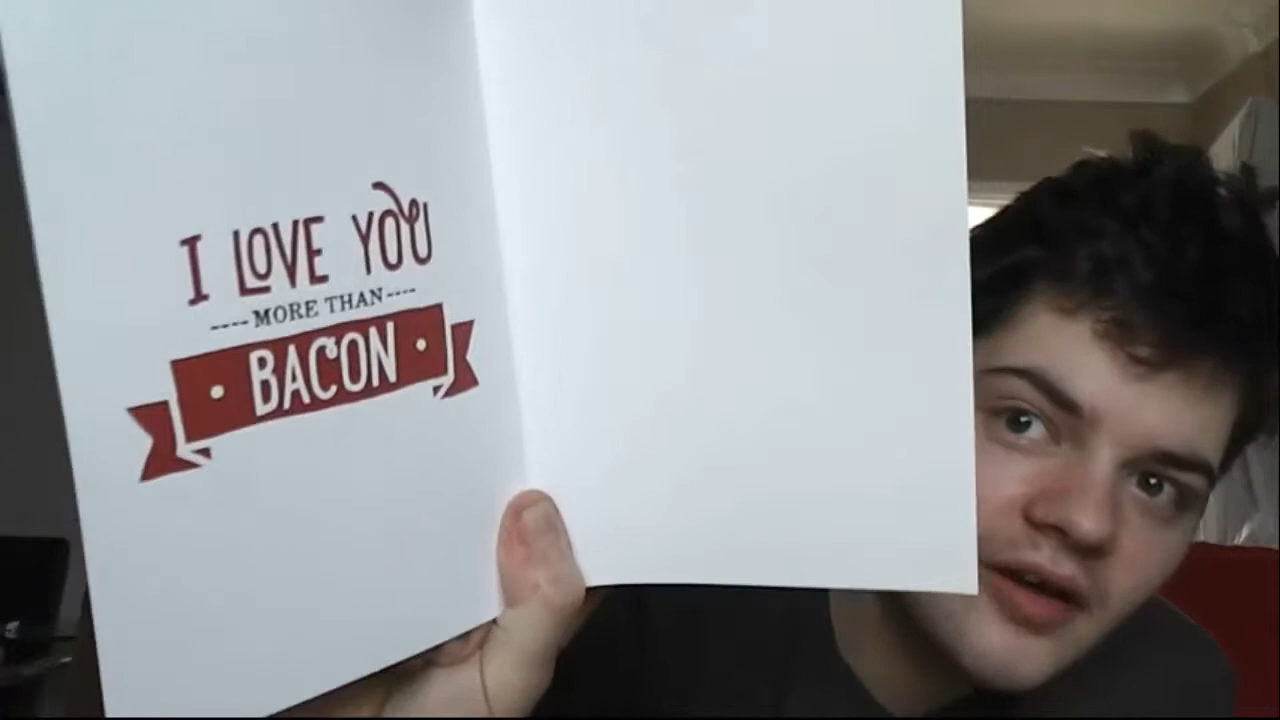 I LOVE YOU
----MORE THAN----
• BACON •